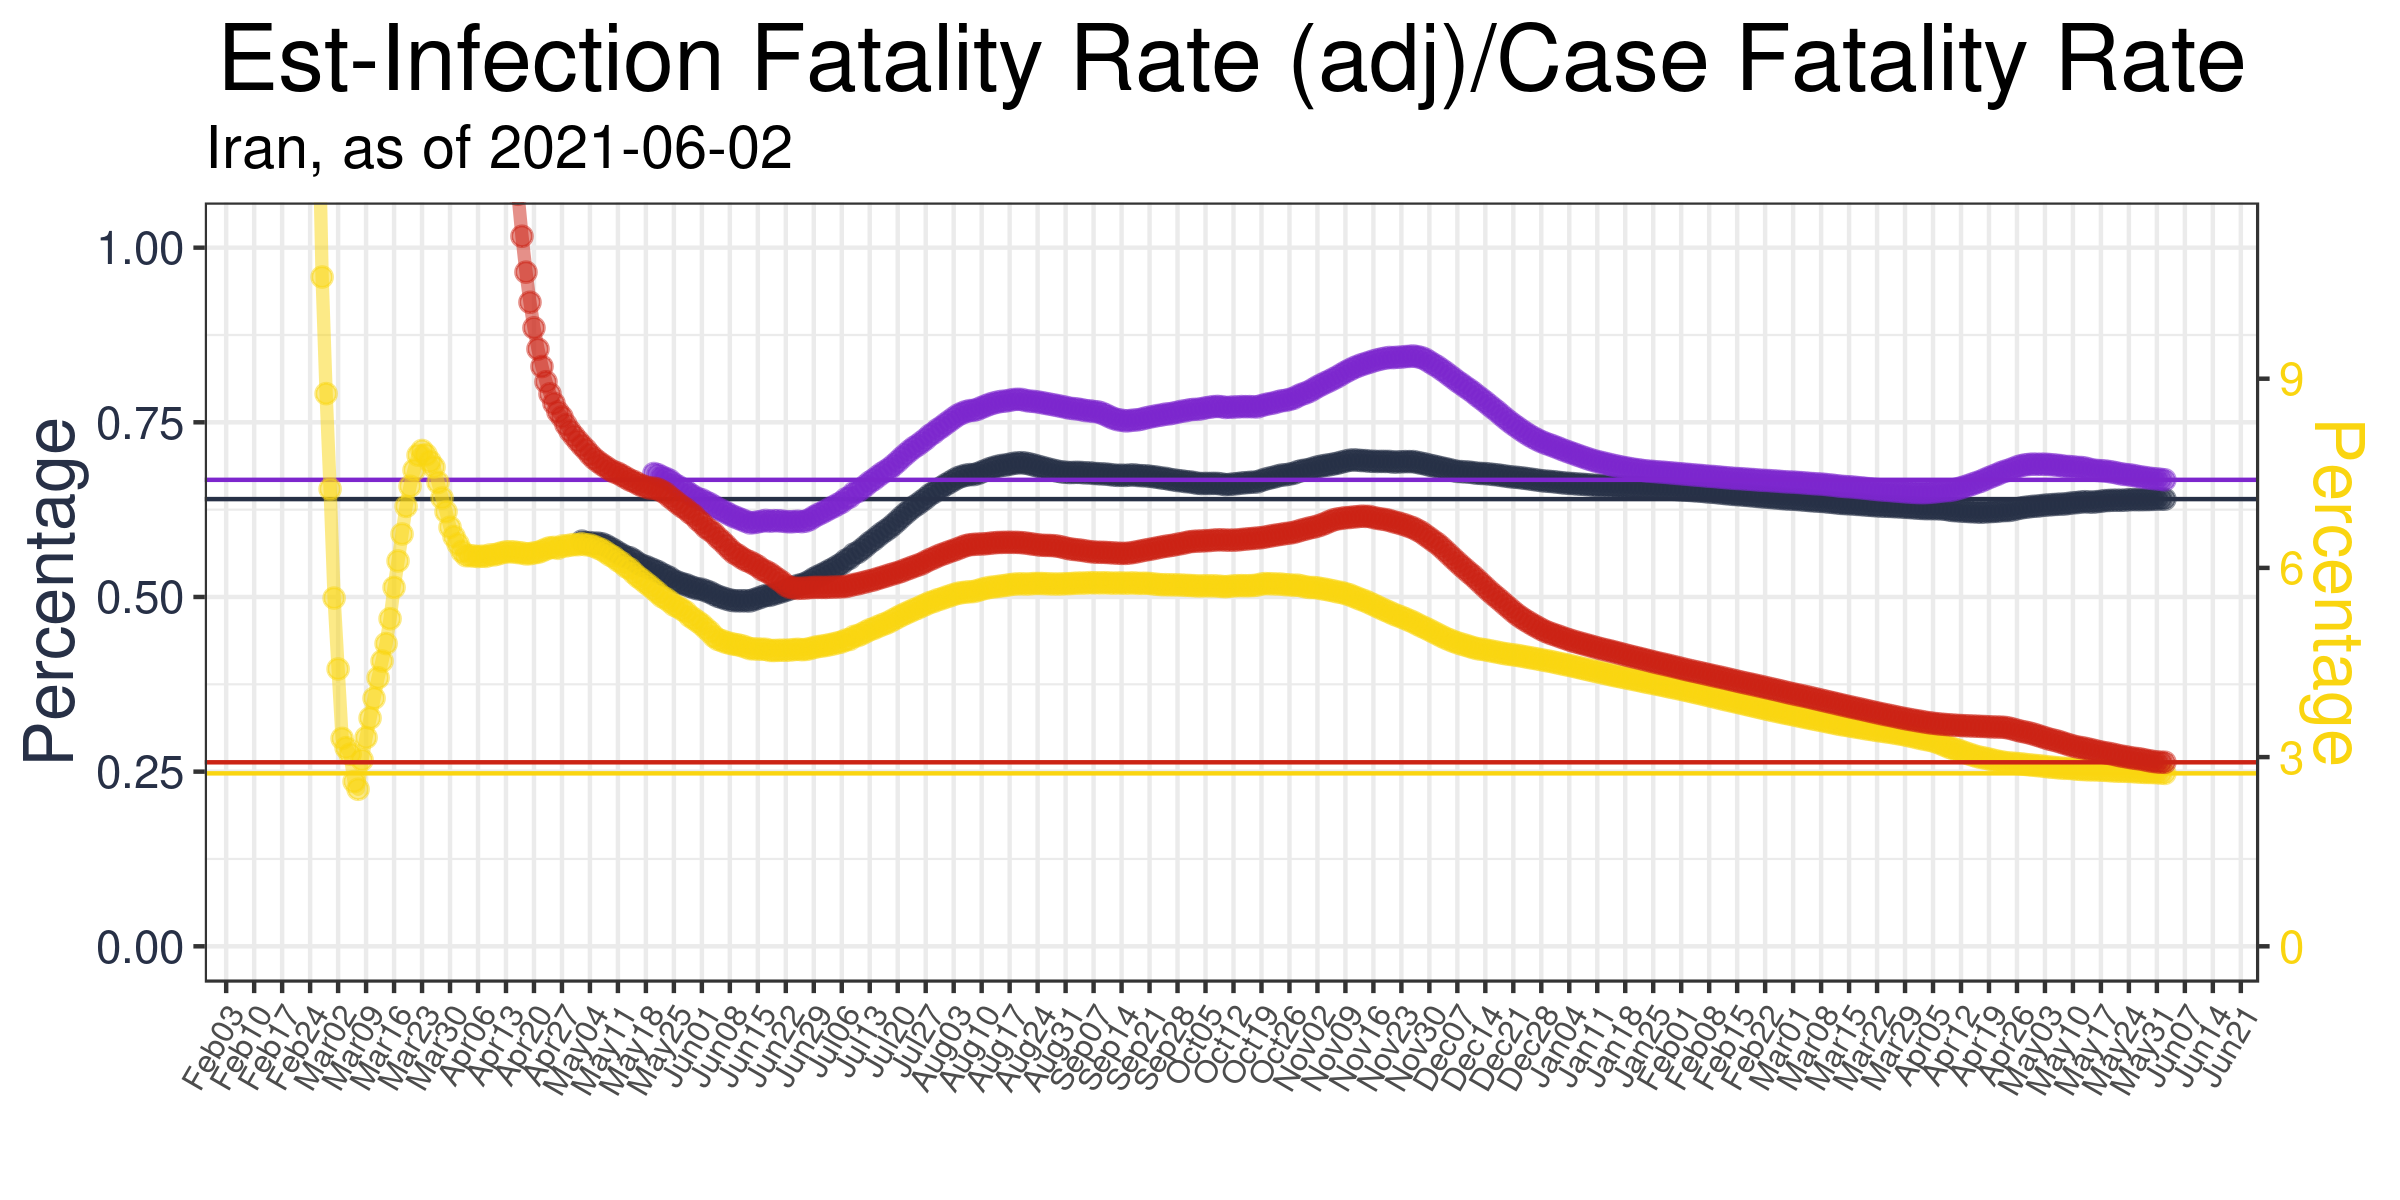 Est-Infection Fatality Rate (adj)/Case Fatality Rate
Iran, as of 2021-06-02
Percentage
1.00
0.75
0.50
0.25
0.00
9
6
3
0
Percentage
Feb03
Feb10
Feb17
Feb24
Mar02
Mar09
Mar16
Mar23
Mar30
Apr06
Apr13
Apr20
Apr27
May04
May11
May18
May25
Jun01
Jun08
Jun15
Jun22
Jun29
Jul06
Jul13
Jul20
Jul27
Aug03
Aug10
Aug17
Aug24
Aug31
Sep07
Sep14
Sep21
Sep28
Oct05
Oct12
Oct19
Oct26
Nov02
Nov09
Nov16
Nov23
Nov30
Dec07
Dec14
Dec21
Dec28
Jan04
Jan11
Jan18
Jan25
Feb01
Feb08
Feb15
Feb22
Mar01
Mar08
Mar15
Mar22
Mar29
Apr05
Apr12
Apr19
Apr26
May03
May10
May17
May24
May31
Jun07
Jun14
Jun21